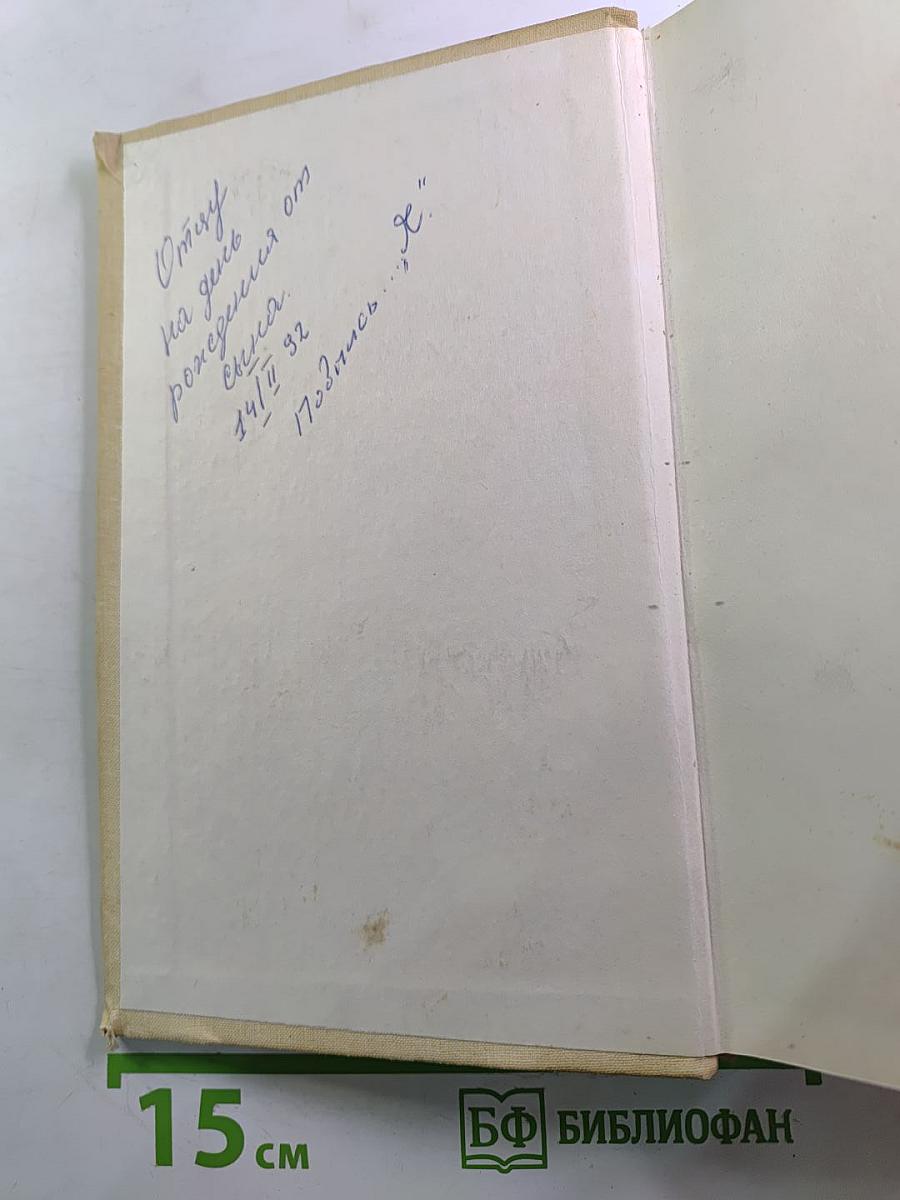 Отцу
на день
рождения от
сына.
14/II 92
Подпись... „Я."
15 см
БФ БИБЛИОФАН